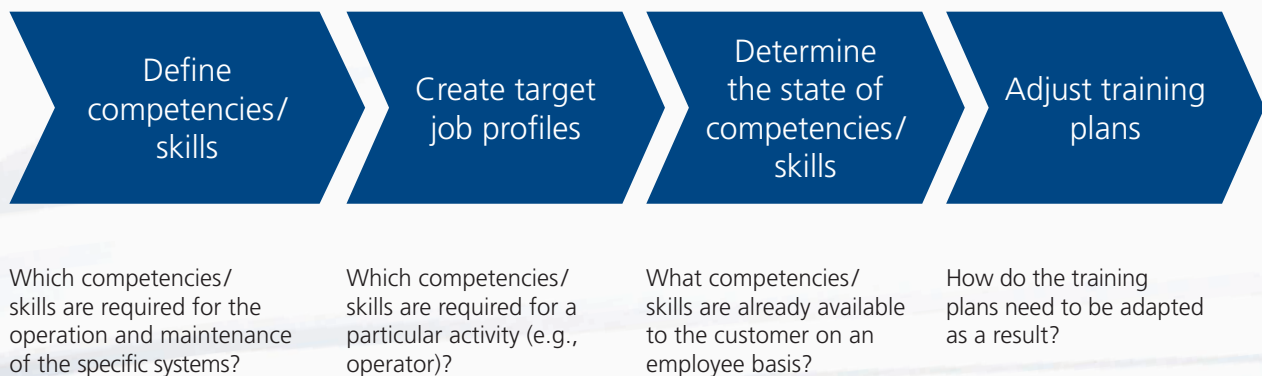 Define
competencies/
skills
Create target
job profiles
Determine
the state of
competencies/
skills
Adjust training
plans
Which competencies/
skills are required for the
operation and maintenance
of the specific systems?
Which competencies/
skills are required for a
particular activity (e.g.,
operator)?
What competencies/
skills are already available
to the customer on an
employee basis?
How do the training
plans need to be adapted
as a result?